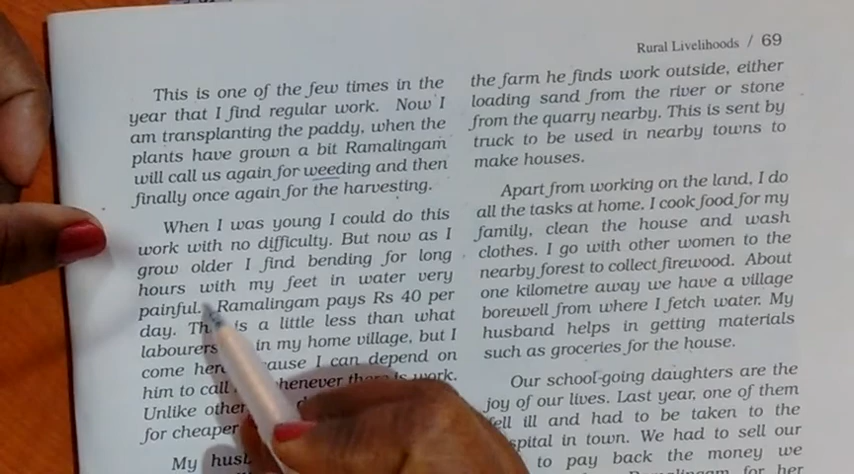 Rural Livelihoods / 69
This is one of the few times in the
year that I find regular work. Now I
am transplanting the paddy, when the
plants have grown a bit Ramalingam
will call us again for weeding and then
finally once again for the harvesting.
When I was young I could do this
work with no difficulty. But now as I
grow older I find bending for long
hours with my feet in water very
painful. Ramalingam pays Rs 40 per
day. is a little less than what
labourers in my home village, but I
come I can depend on
him to call whenever there is work.
Unlike
for cheaper
My
the farm he finds work outside, either
loading sand from the river or stone
from the quarry nearby. This is sent by
truck to be used in nearby towns to
make houses.
Apart from working on the land, I do
all the tasks at home. I cook food for my
family, clean the house and wash
clothes. I go with other women to the
nearby forest to collect firewood. About
one kilometre away we have a village
borewell from where I fetch water. My
husband helps in getting materials
such as groceries for the house.
Our school-going daughters are the
joy of our lives. Last year, one of them
fell ill and had to be taken to the
in town. We had to sell our
to pay back the money we
for her